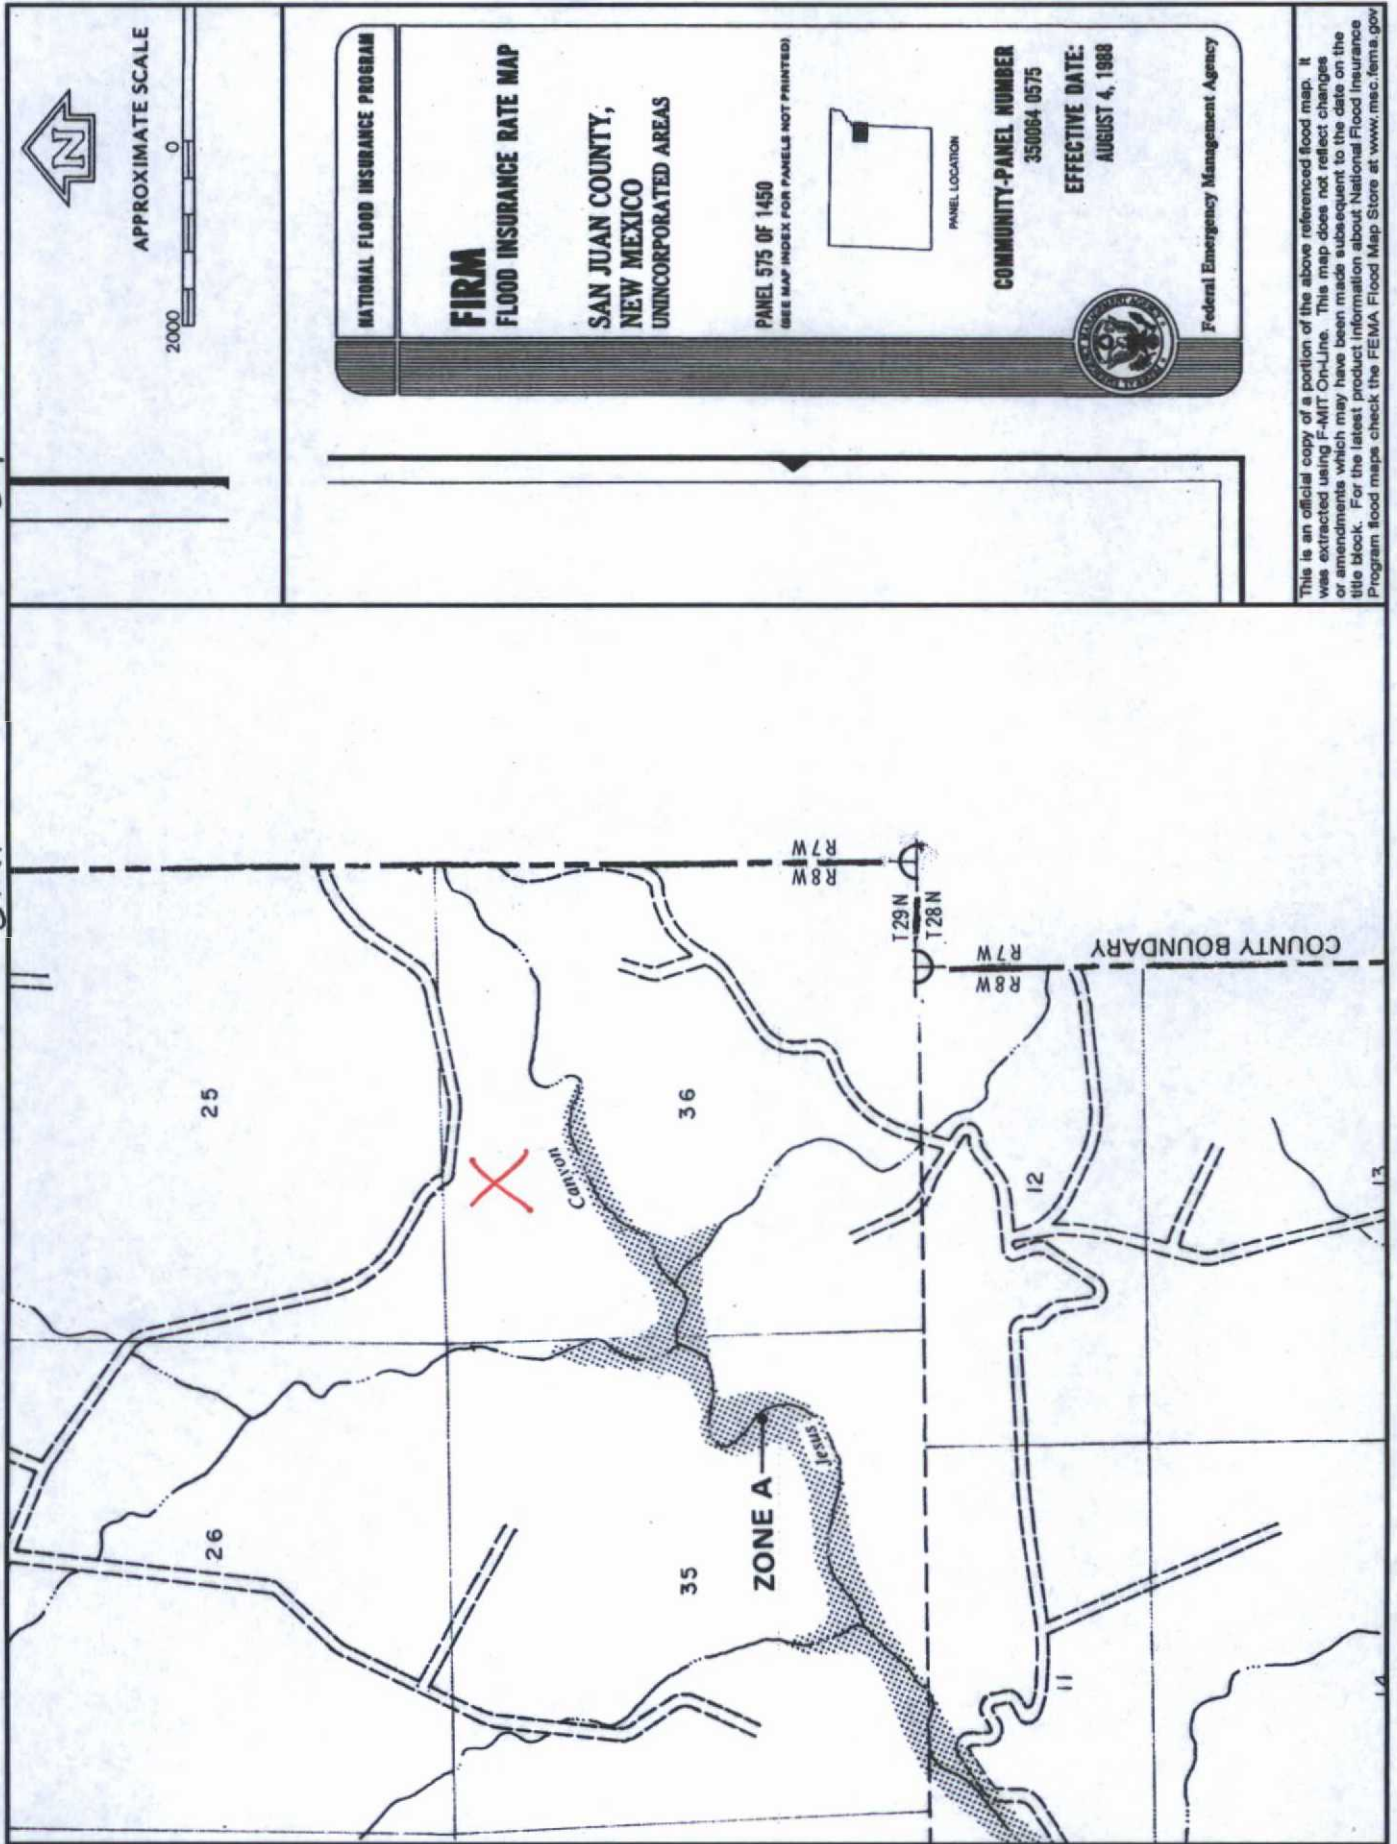 APPROXIMATE SCALE
2000 0
N
NATIONAL FLOOD INSURANCE PROGRAM
FIRM
FLOOD INSURANCE RATE MAP
SAN JUAN COUNTY,
NEW MEXICO
UNINCORPORATED AREAS
PANEL 575 OF 1450
(SEE MAP INDEX FOR PANELS NOT PRINTED)
PANEL LOCATION
COMMUNITY-PANEL NUMBER
350064 0575
EFFECTIVE DATE:
AUGUST 4, 1988
Federal Emergency Management Agency
This is an official copy of a portion of the above referenced flood map. It
was extracted using F-MIT On-Line. This map does not reflect changes
or amendments which may have been made subsequent to the date on the
title block. For the latest product information about National Flood Insurance
Program flood maps check the FEMA Flood Map Store at www.msc.fema.gov
25
26
36
35
Canyon
Jesus
ZONE A
R8W R7W
T29N
T28N
R8W R7W
COUNTY BOUNDARY
12
11
13
14